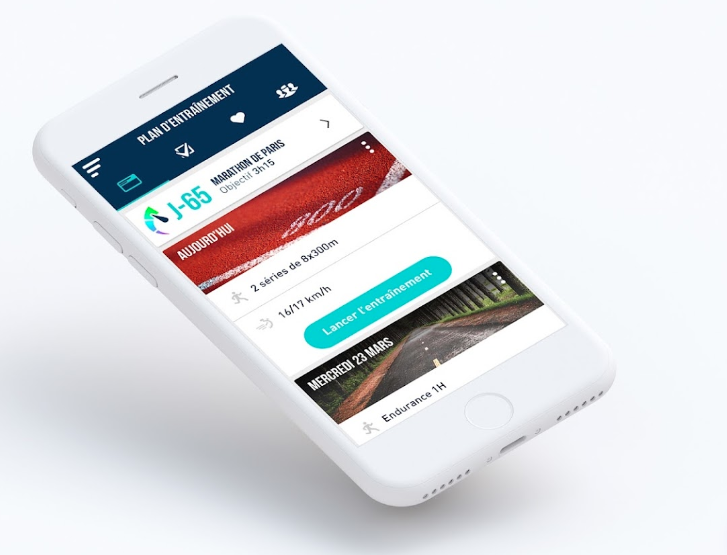 PLAN D'ENTRAÎNEMENT
J-65
MARATHON DE PARIS
Objectif 3h15
AUJOURD'HUI
2 séries de 8x300m
16/17 km/h
Lancer l'entraînement
MERCREDI 23 MARS
Endurance 1H